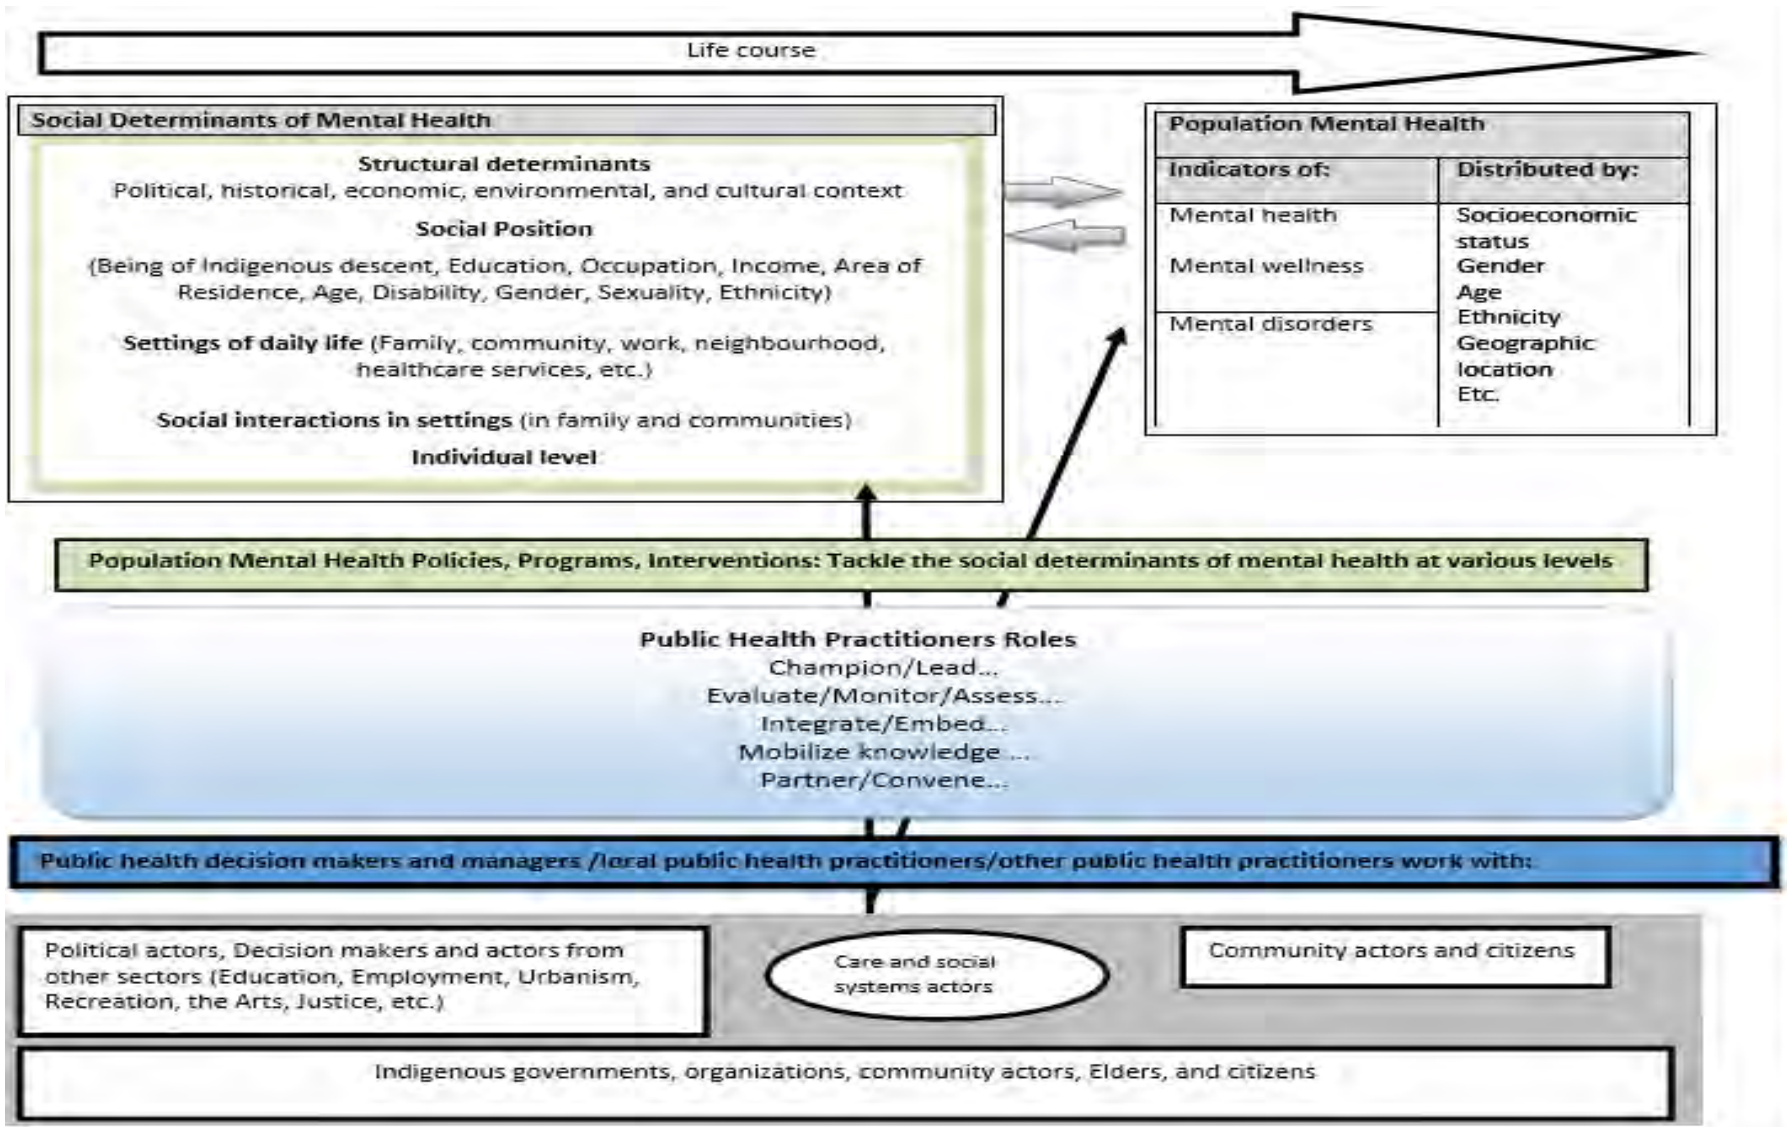 Life course
Social Determinants of Mental Health
Structural determinants
Political, historical, economic, environmental, and cultural context
Social Position
(Being of Indigenous descent, Education, Occupation, Income, Area of
Residence, Age, Disability, Gender, Sexuality, Ethnicity)
Settings of daily life (Family, community, work, neighbourhood,
healthcare services, etc.)
Social interactions in settings (in family and communities)
Individual level
Population Mental Health
Indicators of:
Mental health
Mental wellness
Mental disorders
Distributed by:
Socioeconomic
status
Gender
Age
Ethnicity
Geographic
location
Etc.
Population Mental Health Policies, Programs, Interventions: Tackle the social determinants of mental health at various levels
Public Health Practitioners Roles
Champion/Lead...
Evaluate/Monitor/Assess...
Integrate/Embed...
Mobilize knowledge ...
Partner/Convene...
Public health decision makers and managers /local public health practitioners/other public health practitioners work with:
Political actors, Decision makers and actors from
other sectors (Education, Employment, Urbanism,
Recreation, the Arts, Justice, etc.)
Care and social
systems actors
Community actors and citizens
Indigenous governments, organizations, community actors, Elders, and citizens